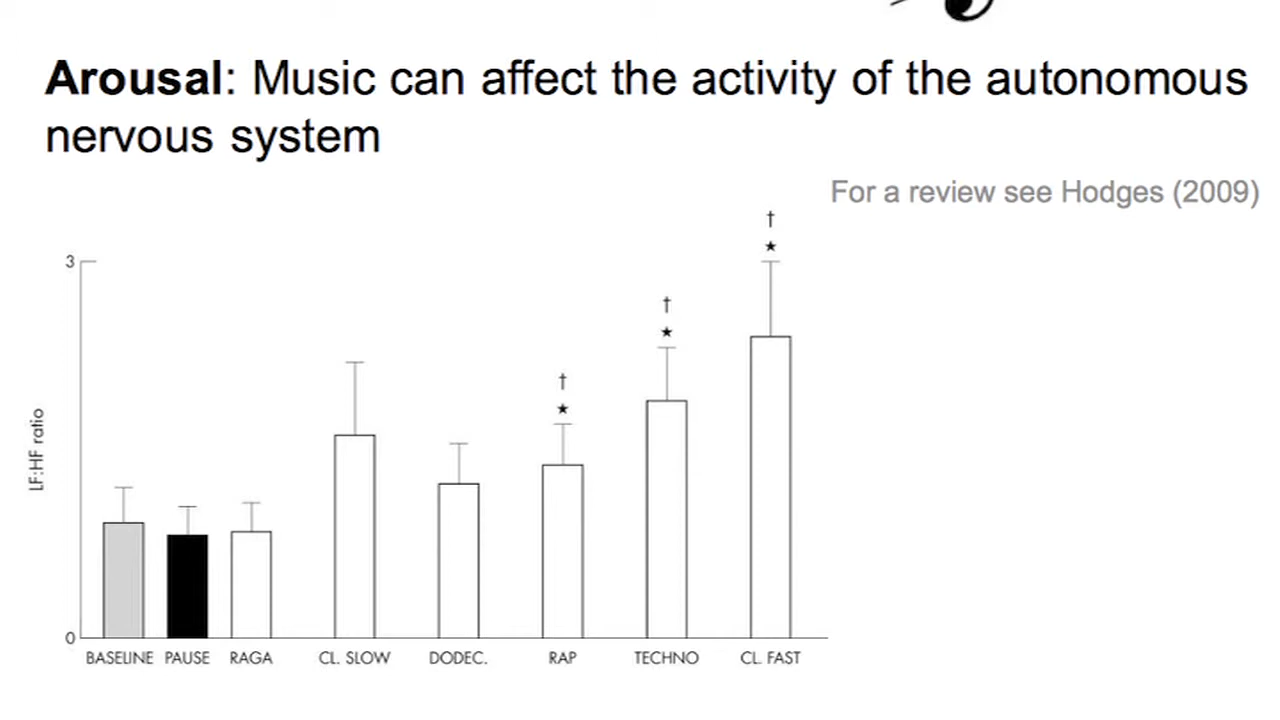 Arousal: Music can affect the activity of the autonomous
nervous system
For a review see Hodges (2009)
†
★
†
★
†
★
3
LF:HF ratio
0
BASELINE PAUSE RAGA CL. SLOW DODEC. RAP TECHNO CL. FAST